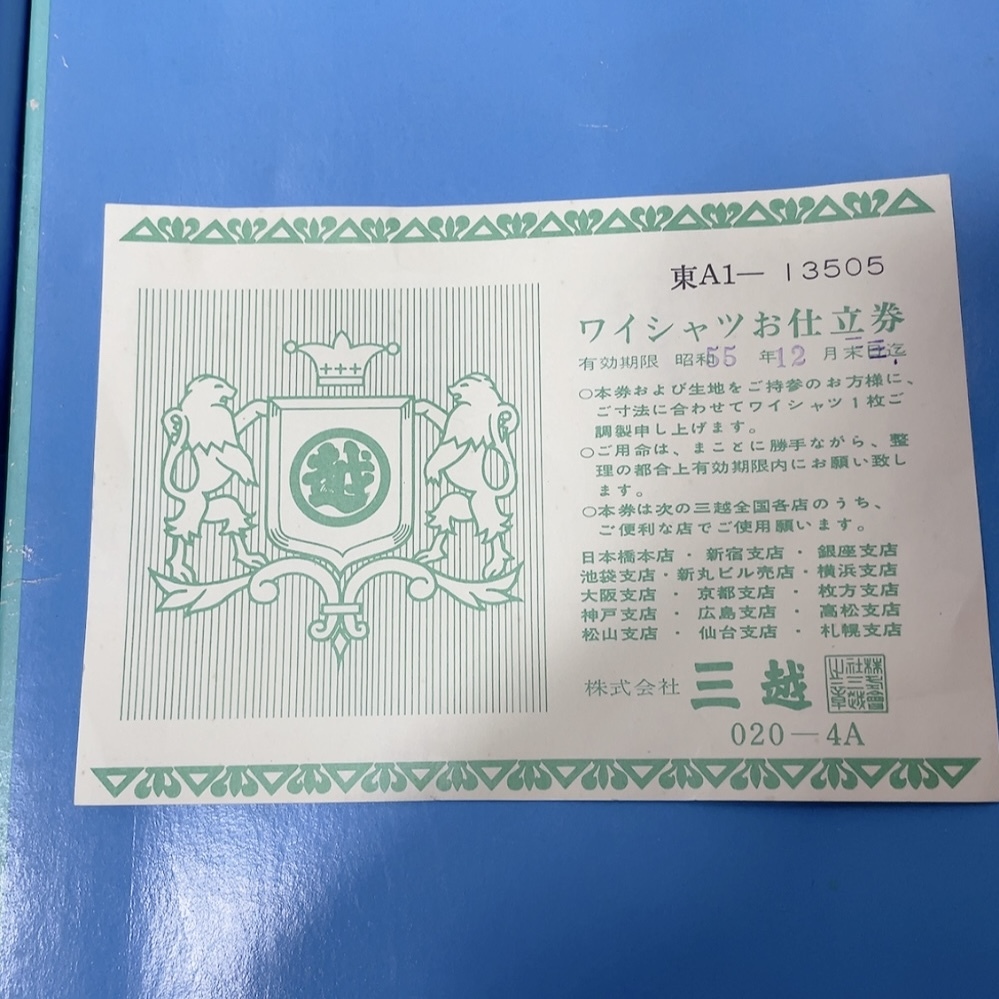 東A1— 13505
ワイシャツお仕立券
有効期限 昭和55年12月末日迄
越
○本券および生地をご持参のお方様に、
ご寸法に合わせてワイシャツ1枚ご
調製申し上げます。
○ご用命は、まことに勝手ながら、整
理の都合上有効期限内にお願い致し
ます。
○本券は次の三越全国各店のうち、
ご便利な店でご使用願います。
日本橋本店・新宿支店・銀座支店
池袋支店・新丸ビル売店・横浜支店
大阪支店・京都支店・枚方支店
神戸支店・広島支店・高松支店
松山支店・仙台支店・札幌支店
株式会社 三越
020—4A